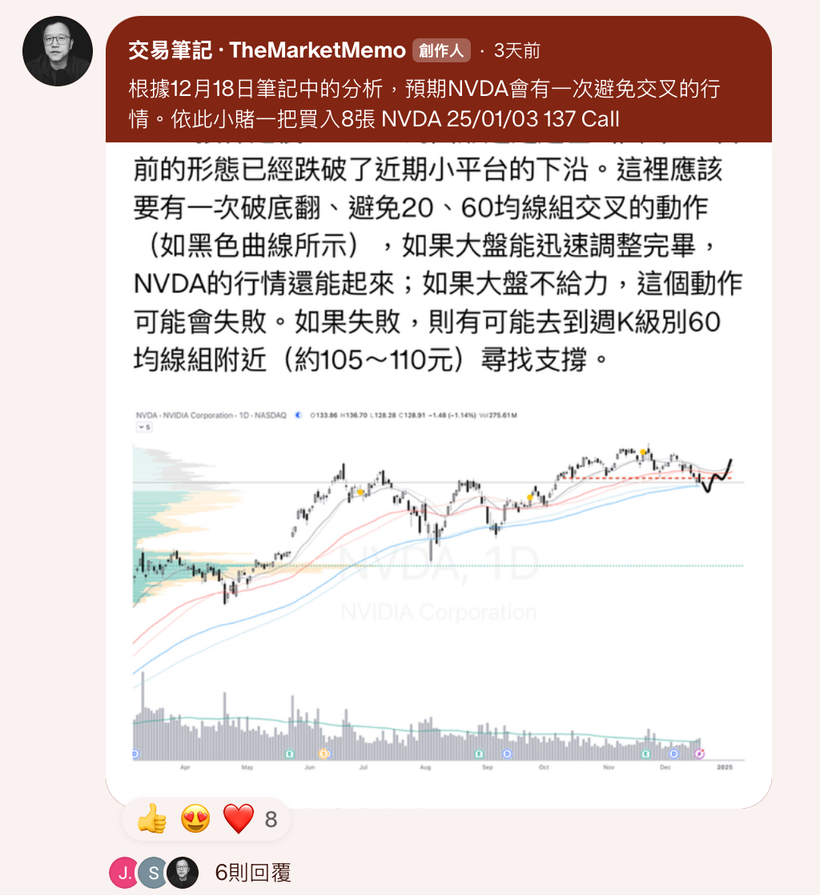 交易筆記・TheMarketMemo 創作人 · 3天前
根據12月18日筆記中的分析，預期NVDA會有一次避免交叉的行
情。依此小賭一把買入8張 NVDA 25/01/03 137 Call
前的形態已經跌破了近期小平台的下沿。這裡應該
要有一次破底翻、避免20、60均線組交叉的動作
（如黑色曲線所示），如果大盤能迅速調整完畢，
NVDA的行情還能起來；如果大盤不給力，這個動作
可能會失敗。如果失敗，則有可能去到週K級別60
均線組附近（約105～110元）尋找支撐。
NVDA · NVIDIA Corporation · 1D · NASDAQ € O133.86 H136.70 L128.28 C128.91 −1.48 (−1.14%) Vol275.61M
5
NVDA, 1D
NVIDIA Corporation
D E S E D E D
Apr May Jun Jul Aug Sep Oct Nov Dec 2025
8
J. S 6則回覆